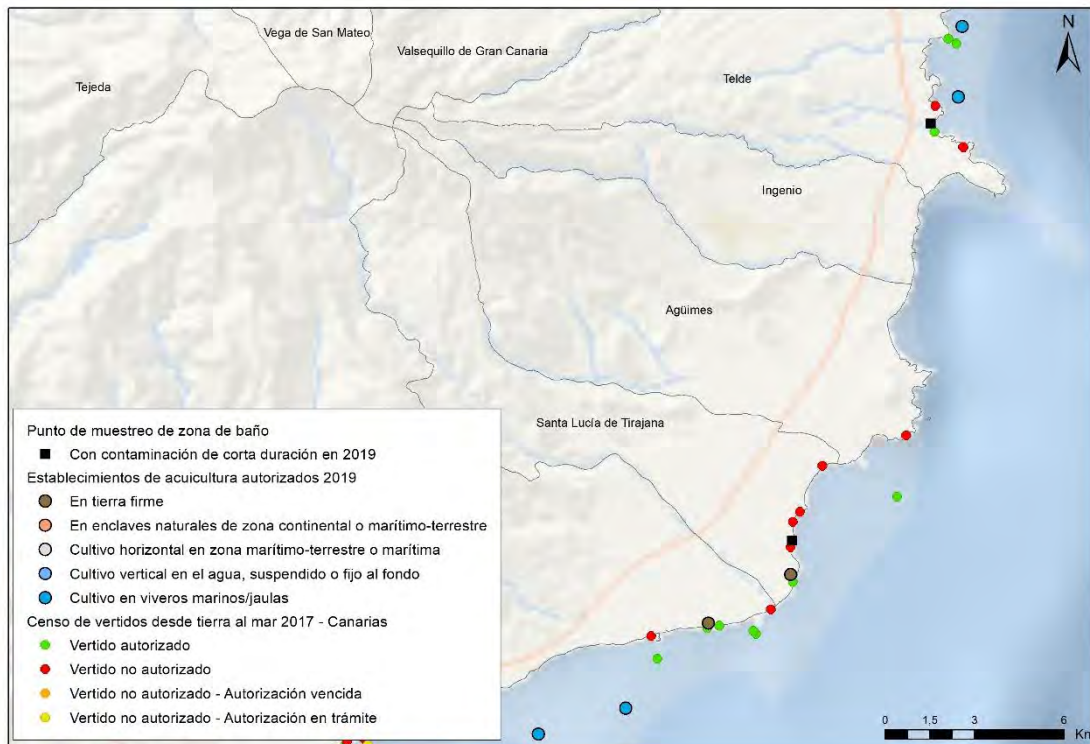 Vega de San Mateo
Valsequillo de Gran Canaria
N
Tejeda
Telde
Ingenio
Agüimes
Santa Lucía de Tirajana
Punto de muestreo de zona de baño
Con contaminación de corta duración en 2019
Establecimientos de acuicultura autorizados 2019
En tierra firme
En enclaves naturales de zona continental o marítimo-terrestre
Cultivo horizontal en zona marítimo-terrestre o marítima
Cultivo vertical en el agua, suspendido o fijo al fondo
Cultivo en viveros marinos/jaulas
Censo de vertidos desde tierra al mar 2017 - Canarias
Vertido autorizado
Vertido no autorizado
Vertido no autorizado - Autorización vencida
Vertido no autorizado - Autorización en trámite
0 1,5 3 6
Km